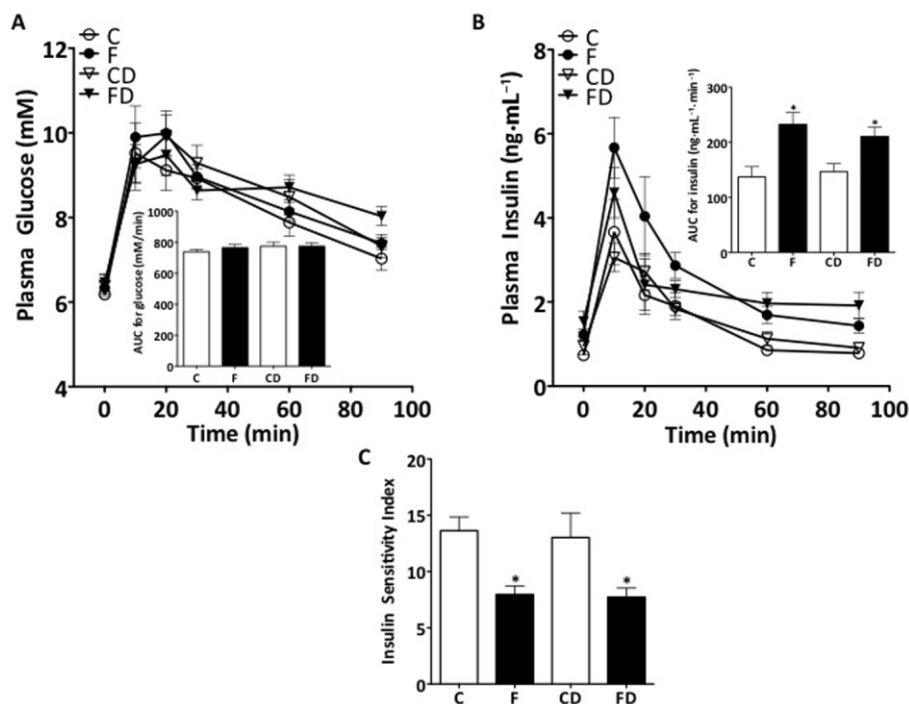 A
C
F
CD
FD
12
10
8
6
4
Plasma Glucose (mM)
0 20 40 60 80 100
Time (min)
1000
800
600
400
200
0
AUC for glucose (mM/min)
C F CD FD
B
C
F
CD
FD
8
6
4
2
0
Plasma Insulin (ng·mL⁻¹)
0 20 40 60 80 100
Time (min)
300
200
100
0
AUC for insulin (ng·mL⁻¹·min⁻¹)
* *
C F CD FD
C
20
15
10
5
0
Insulin Sensitivity Index
* *
C F CD FD